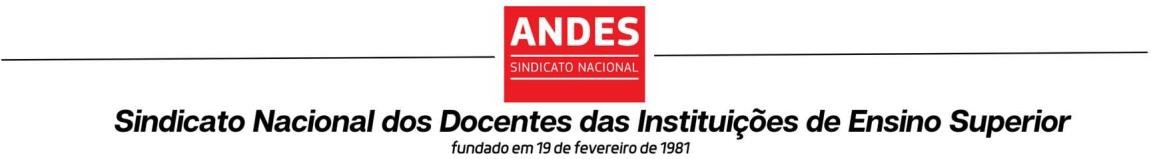 ANDES
SINDICATO NACIONAL
Sindicato Nacional dos Docentes das Instituições de Ensino Superior
fundado em 19 de fevereiro de 1981